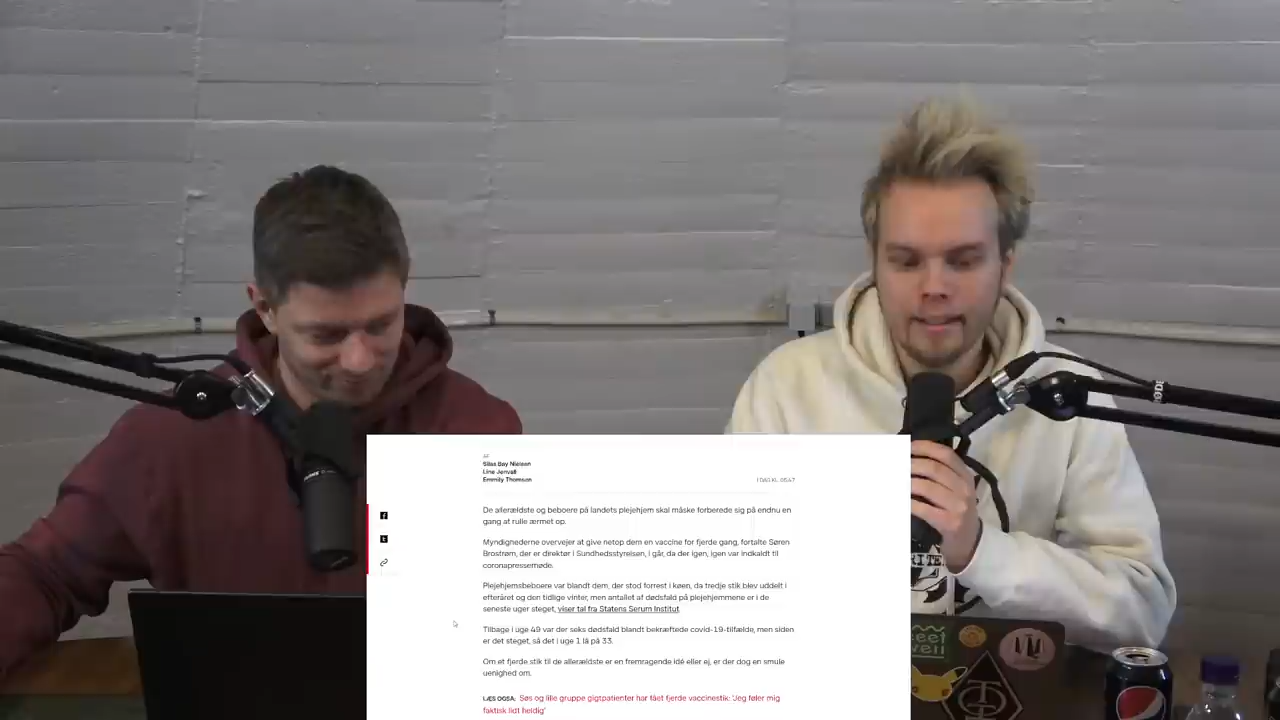 AF
Silas Bay Nielsen
Line Jenvall
Emmily Thomsen
I DAG KL. 05.47
De allerældste og beboere på landets plejehjem skal måske forberede sig på endnu en
gang at rulle ærmet op.
Myndighederne overvejer at give netop dem en vaccine for fjerde gang, fortalte Søren
Brostrøm, der er direktør i Sundhedsstyrelsen, i går, da der igen, igen var indkaldt til
coronapressemøde.
Plejehjemsbeboere var blandt dem, der stod forrest i køen, da tredje stik blev uddelt i
efteråret og den tidlige vinter, men antallet af dødsfald på plejehjemmene er i de
seneste uger steget, viser tal fra Statens Serum Institut.
Tilbage i uge 49 var der seks dødsfald blandt bekræftede covid-19-tilfælde, men siden
er det steget, så det i uge 1 lå på 33.
Om et fjerde stik til de allerældste er en fremragende idé eller ej, er der dog en smule
uenighed om.
LÆS OGSÅ: Søs og lille gruppe gigtpatienter har fået fjerde vaccinestik: 'Jeg føler mig
faktisk lidt heldig'